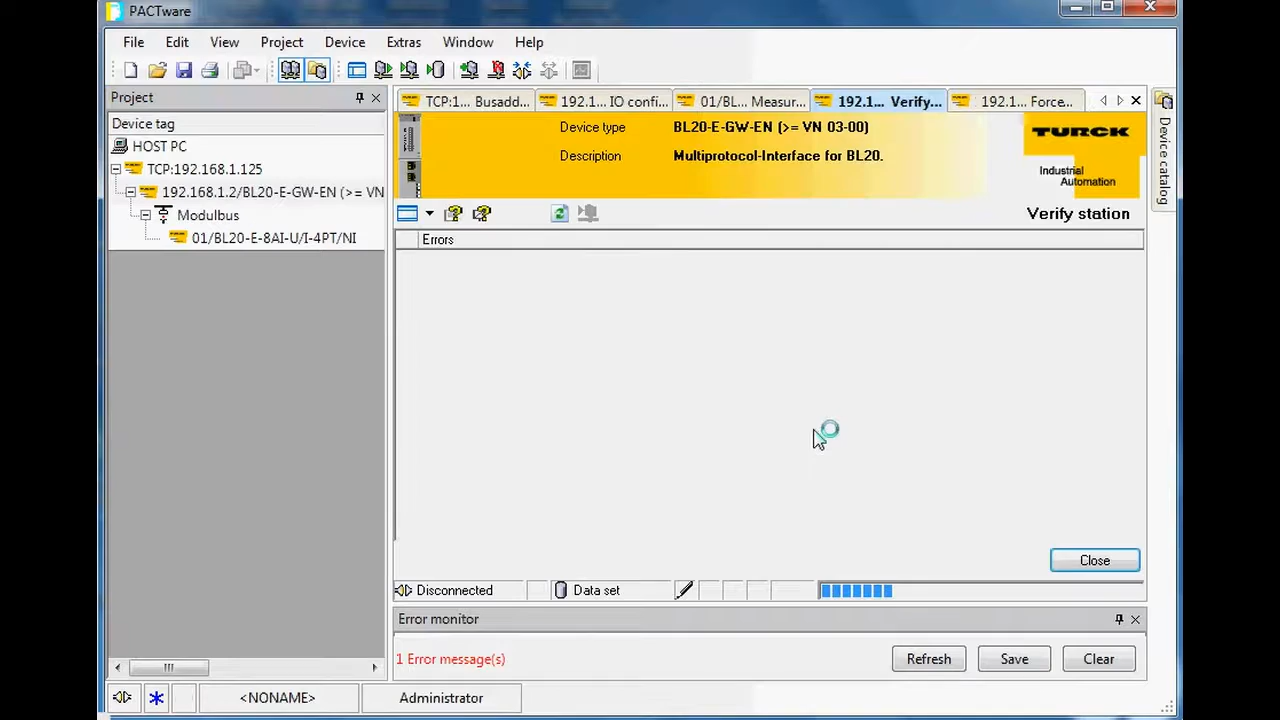 PACTware
File Edit View Project Device Extras Window Help
Project
Device tag
HOST PC
TCP:192.168.1.125
192.168.1.2/BL20-E-GW-EN (>= VN
Modulbus
01/BL20-E-8AI-U/I-4PT/NI
TCP:1... Busadd... 192.1... IO confi... 01/BL... Measur... 192.1... Verify... 192.1... Force...
Device type BL20-E-GW-EN (>= VN 03-00)
Description Multiprotocol-Interface for BL20.
TURCK
Industrial
Automation
Device catalog
Verify station
Errors
Close
Disconnected Data set
Error monitor
1 Error message(s) Refresh Save Clear
<NONAME> Administrator